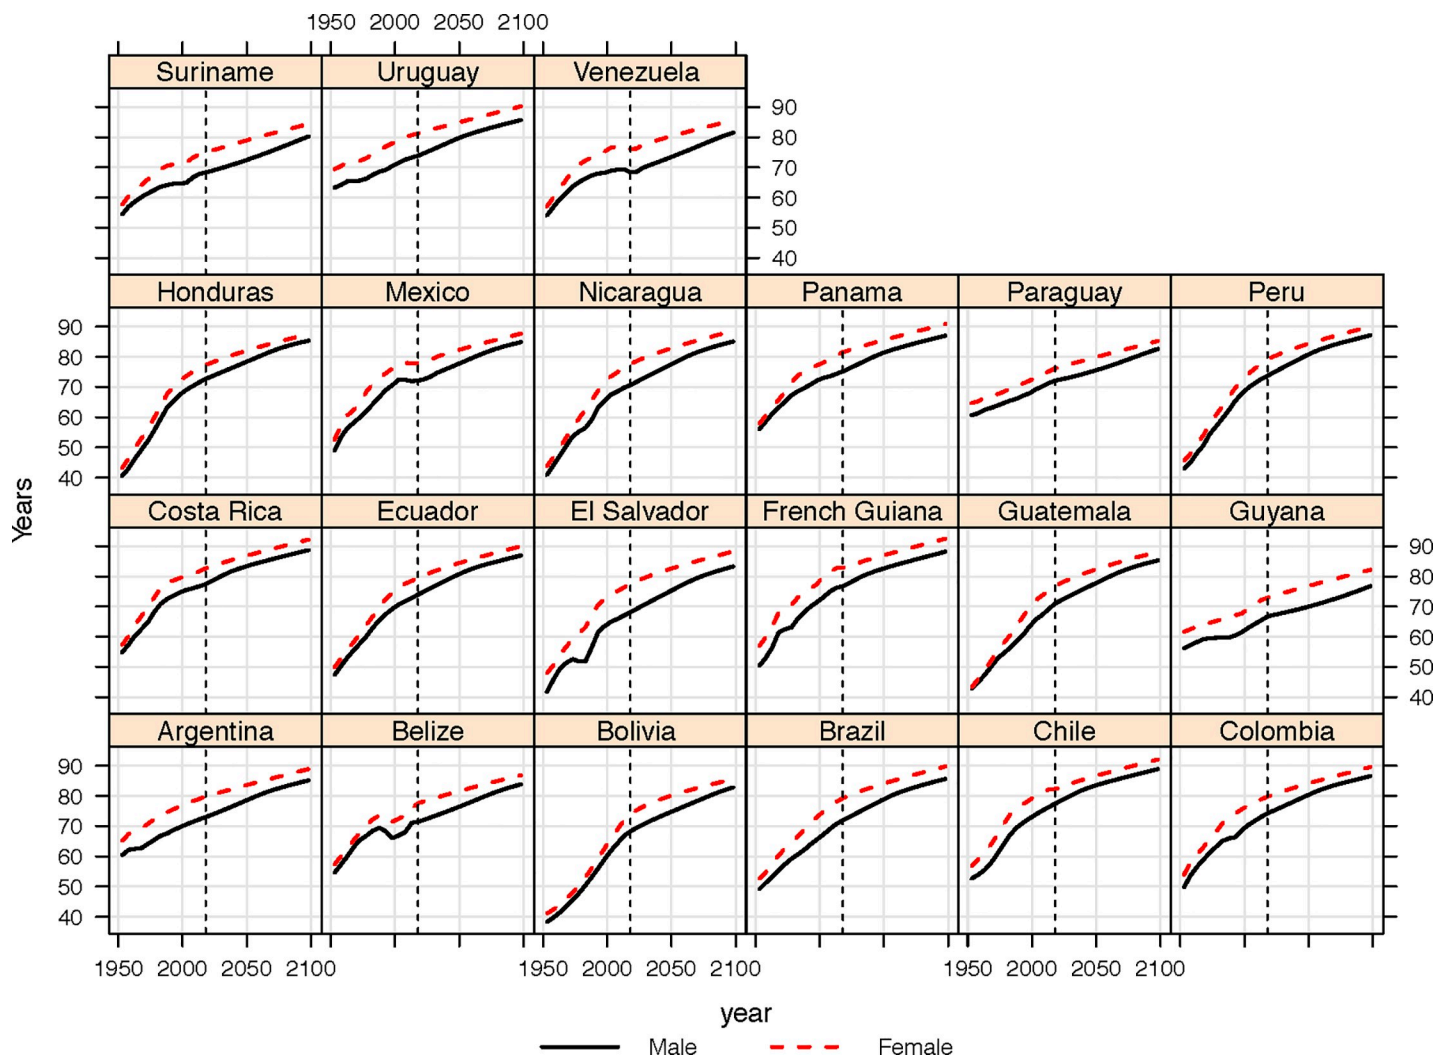 1950 2000 2050 2100
Suriname Uruguay Venezuela
90
80
70
60
50
40
Honduras Mexico Nicaragua Panama Paraguay Peru
90
80
70
60
50
40
Years
Costa Rica Ecuador El Salvador French Guiana Guatemala Guyana
90
80
70
60
50
40
Argentina Belize Bolivia Brazil Chile Colombia
90
80
70
60
50
40
1950 2000 2050 2100 1950 2000 2050 2100 1950 2000 2050 2100
year
Male Female